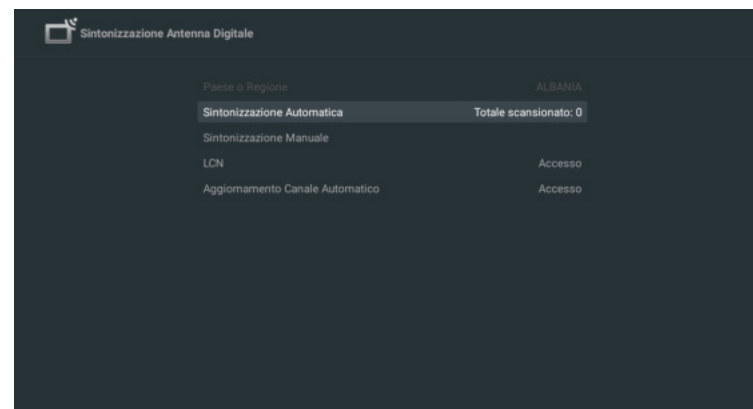 Sintonizzazione Antenna Digitale
Paese o Regione ALBANIA
Sintonizzazione Automatica Totale scansionato: 0
Sintonizzazione Manuale
LCN Accesso
Aggiornamento Canale Automatico Accesso